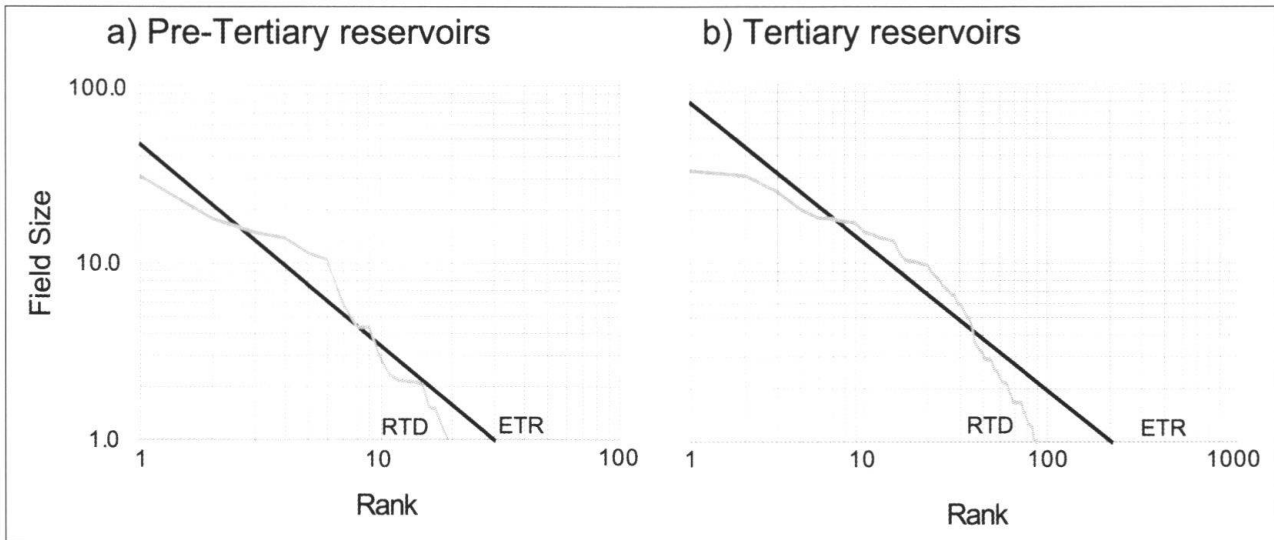 a) Pre-Tertiary reservoirs
100.0
10.0
1.0
Field Size
RTD
ETR
1
10
100
Rank
b) Tertiary reservoirs
RTD
ETR
1
10
100
1000
Rank